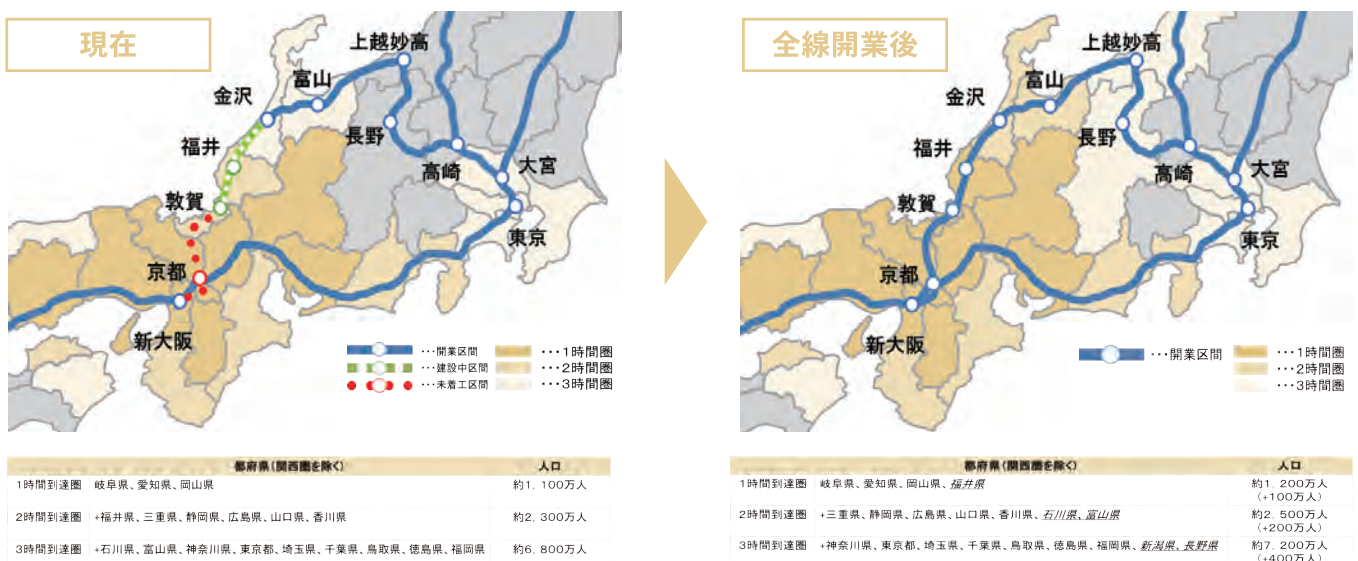 現在
上越妙高
富山
金沢
長野
福井
高崎
大宮
敦賀
東京
京都
新大阪
･･･開業区間
･･･建設中区間
･･･未着工区間
･･･1時間圏
･･･2時間圏
･･･3時間圏
都府県(関西圏を除く) 人口
1時間到達圏 岐阜県、愛知県、岡山県 約1,100万人
2時間到達圏 +福井県、三重県、静岡県、広島県、山口県、香川県 約2,300万人
3時間到達圏 +石川県、富山県、神奈川県、東京都、埼玉県、千葉県、鳥取県、徳島県、福岡県 約6,800万人
全線開業後
上越妙高
富山
金沢
長野
福井
高崎
大宮
敦賀
東京
京都
新大阪
･･･開業区間
･･･1時間圏
･･･2時間圏
･･･3時間圏
都府県(関西圏を除く) 人口
1時間到達圏 岐阜県、愛知県、岡山県、福井県 約1,200万人
(+100万人)
2時間到達圏 +三重県、静岡県、広島県、山口県、香川県、石川県、富山県 約2,500万人
(+200万人)
3時間到達圏 +神奈川県、東京都、埼玉県、千葉県、鳥取県、徳島県、福岡県、新潟県、長野県 約7,200万人
(+400万人)